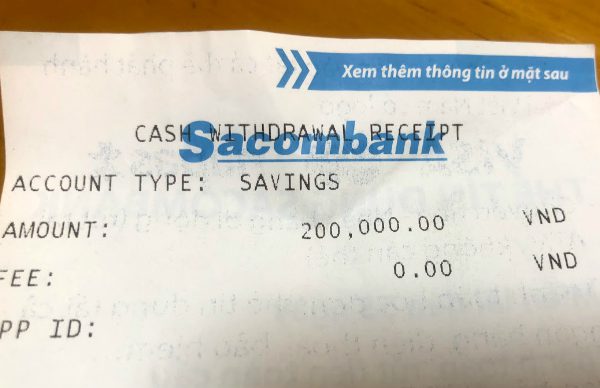 Xem thêm thông tin ở mặt sau
CASH WITHDRAWAL RECEIPT
Sacombank
ACCOUNT TYPE: SAVINGS
AMOUNT: 200,000.00 VND
FEE: 0.00 VND
PP ID: